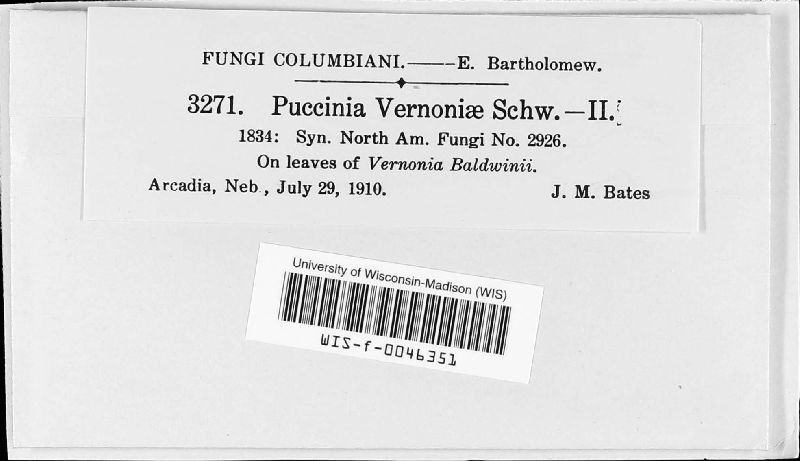 FUNGI COLUMBIANI.——E. Bartholomew.
3271. Puccinia Vernoniæ Schw.—II.
1834: Syn. North Am. Fungi No. 2926.
On leaves of Vernonia Baldwinii.
Arcadia, Neb., July 29, 1910. J. M. Bates
University of Wisconsin-Madison (WIS)
WIS-f-0046351